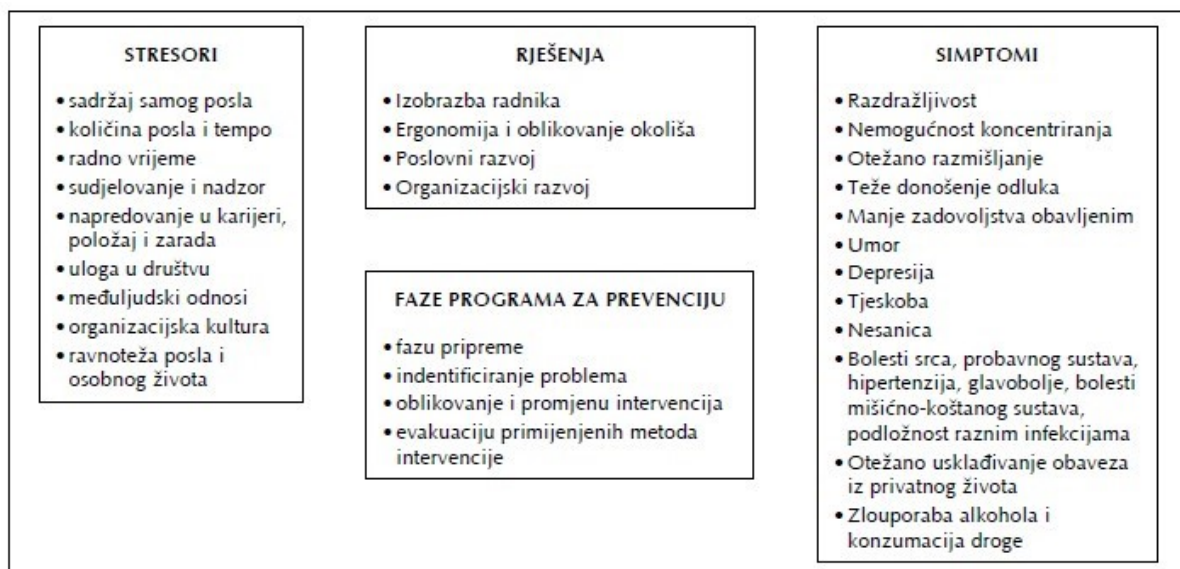 STRESORI
• sadržaj samog posla
• količina posla i tempo
• radno vrijeme
• sudjelovanje i nadzor
• napredovanje u karijeri,
položaj i zarada
• uloga u društvu
• međuljudski odnosi
• organizacijska kultura
• ravnoteža posla i
osobnog života
RJEŠENJA
• Izobrazba radnika
• Ergonomija i oblikovanje okoliša
• Poslovni razvoj
• Organizacijski razvoj
FAZE PROGRAMA ZA PREVENCIJU
• fazu pripreme
• indentificiranje problema
• oblikovanje i promjenu intervencija
• evakuaciju primijenjenih metoda
intervencije
SIMPTOMI
• Razdražljivost
• Nemogućnost koncentriranja
• Otežano razmišljanje
• Teže donošenje odluka
• Manje zadovoljstva obavljenim
• Umor
• Depresija
• Tjeskoba
• Nesanica
• Bolesti srca, probavnog sustava,
hipertenzija, glavobolje, bolesti
mišićno-koštanog sustava,
podložnost raznim infekcijama
• Otežano usklađivanje obaveza
iz privatnog života
• Zlouporaba alkohola i
konzumacija droge